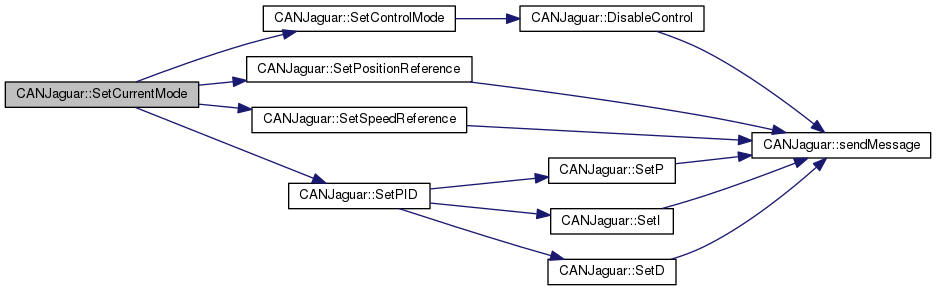 CANJaguar::SetControlMode
CANJaguar::DisableControl
CANJaguar::SetPositionReference
CANJaguar::SetCurrentMode
CANJaguar::SetSpeedReference
CANJaguar::sendMessage
CANJaguar::SetP
CANJaguar::SetPID
CANJaguar::SetI
CANJaguar::SetD